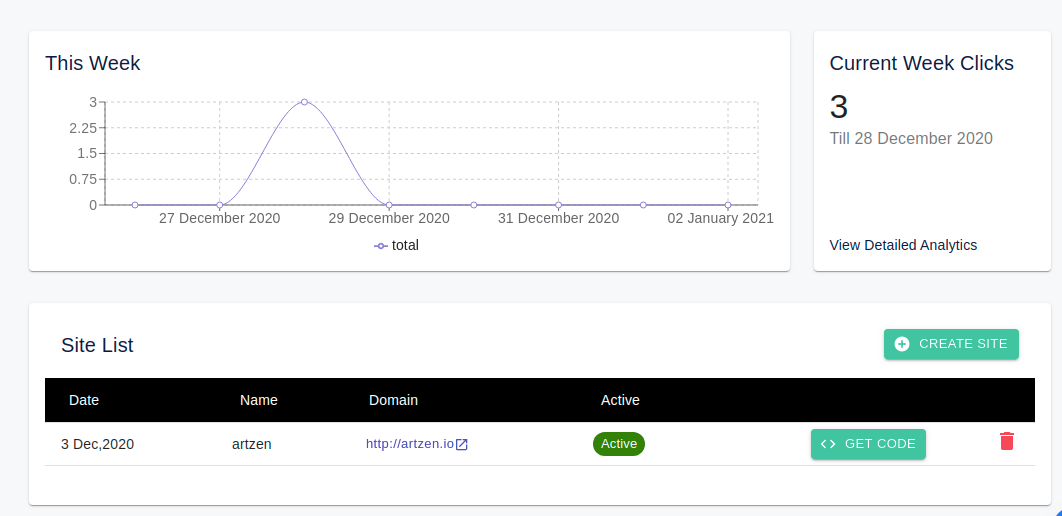 This Week
3
2.25
1.5
0.75
0
27 December 2020 29 December 2020 31 December 2020 02 January 2021
total
Current Week Clicks
3
Till 28 December 2020
View Detailed Analytics
Site List
CREATE SITE
Date Name Domain Active
3 Dec,2020 artzen http://artzen.io Active GET CODE